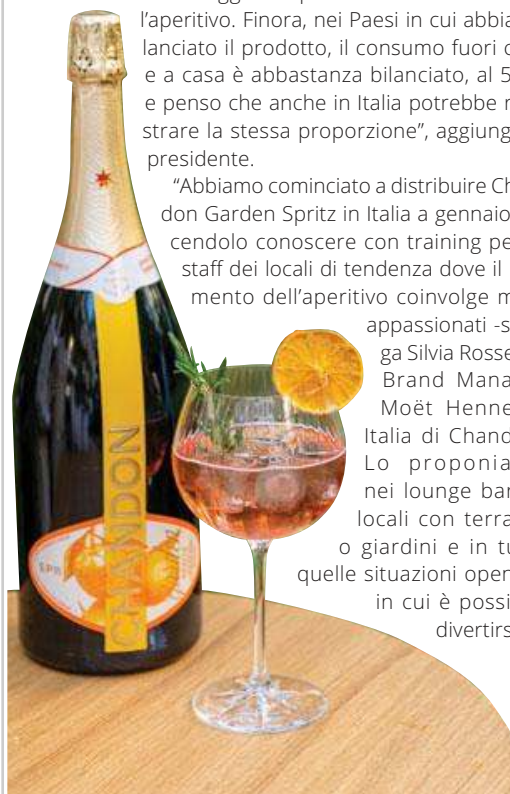 l'aperitivo. Finora, nei Paesi in cui abbia
lanciato il prodotto, il consumo fuori
e a casa è abbastanza bilanciato, al 5
e penso che anche in Italia potrebbe
strare la stessa proporzione", aggiung
presidente.
“Abbiamo cominciato a distribuire Ch
don Garden Spritz in Italia a gennaio
cendolo conoscere con training pe
staff dei locali di tendenza dove il
mento dell'aperitivo coinvolge m
appassionati -s
ga Silvia Rosse
Brand Mana
Moët Henne
Italia di Chand
Lo proponia
nei lounge bar
locali con terra
o giardini e in tu
quelle situazioni open
in cui è possi
divertirs
CHANDON
SPR